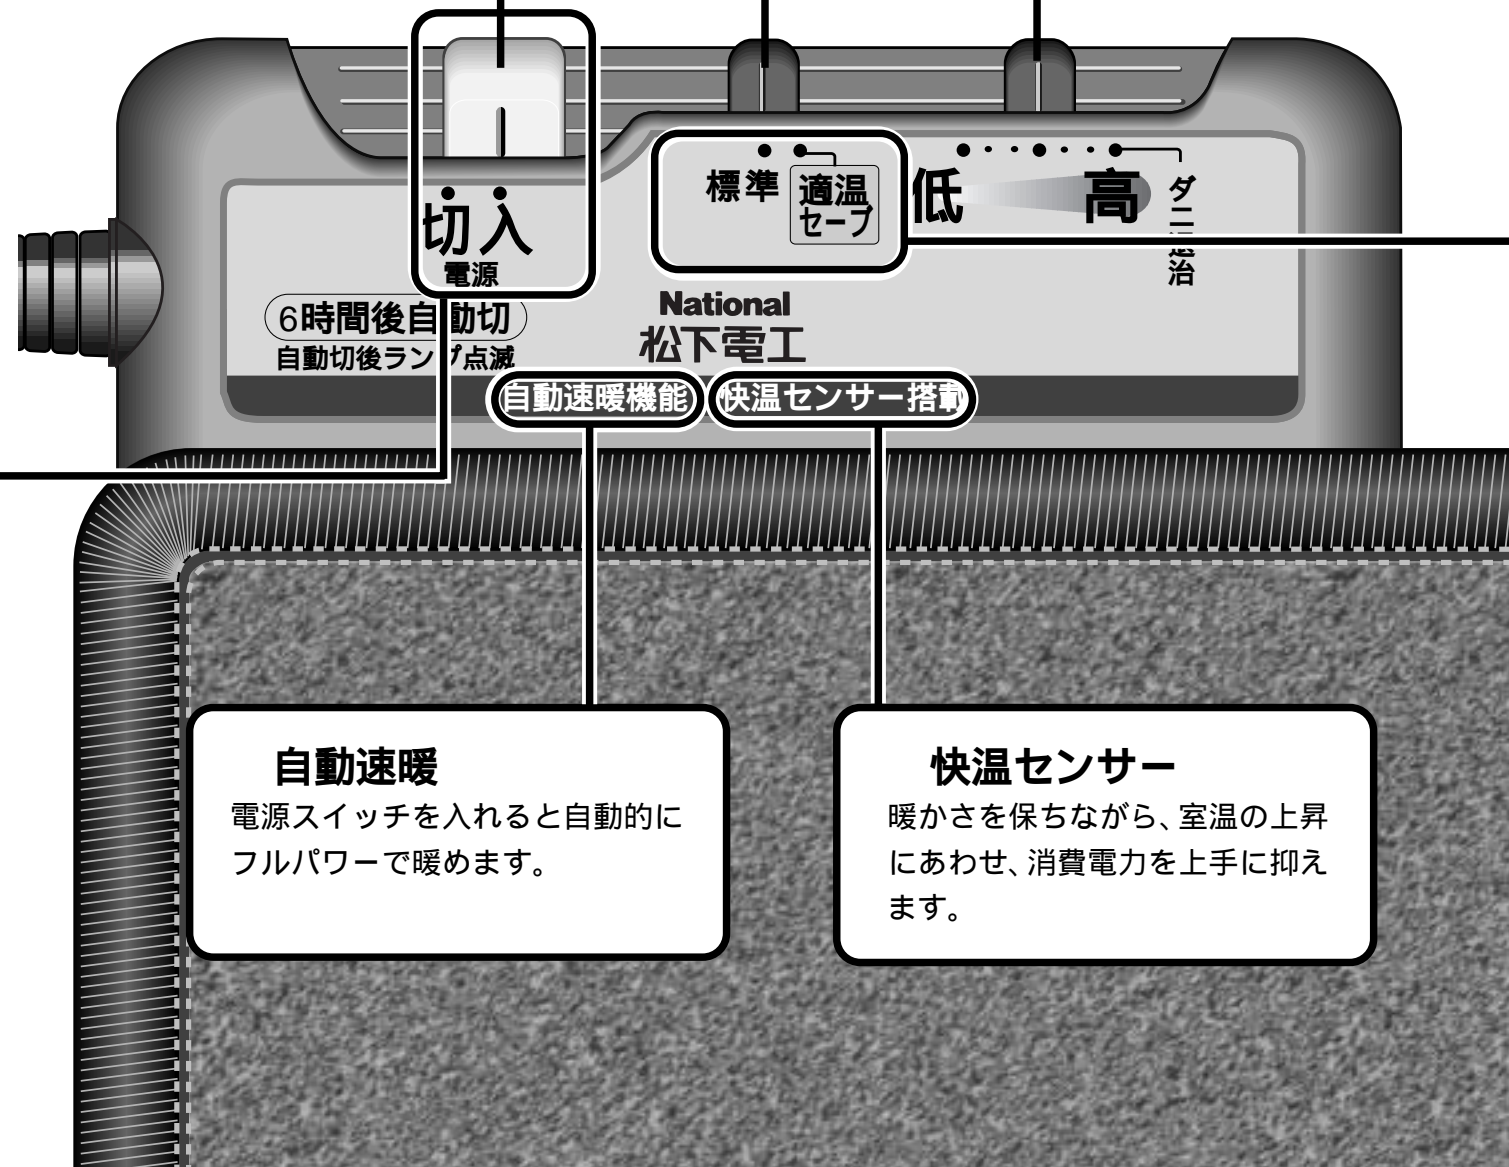 切入
電源
6時間後自動切
自動切後ランプ点滅
標準
適温
セーブ
低 高
ダニ退治
National
松下電工
自動速暖機能
快温センサー搭載
自動速暖
電源スイッチを入れると自動的に
フルパワーで暖めます。
快温センサー
暖かさを保ちながら、室温の上昇
にあわせ、消費電力を上手に抑え
ます。